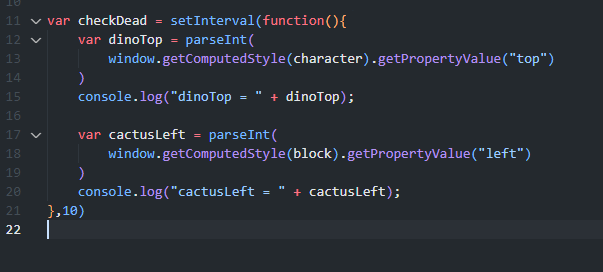 10
11 var checkDead = setInterval(function(){
12 var dinoTop = parseInt(
13 window.getComputedStyle(character).getPropertyValue("top")
14 )
15 console.log("dinoTop = " + dinoTop);
16
17 var cactusLeft = parseInt(
18 window.getComputedStyle(block).getPropertyValue("left")
19 )
20 console.log("cactusLeft = " + cactusLeft);
21 },10)
22